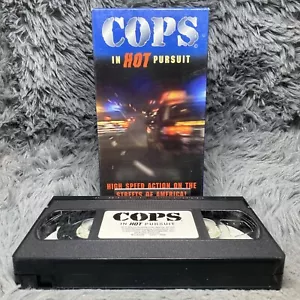 COPS
IN HOT PURSUIT
HIGH SPEED ACTION ON THE
STREETS OF AMERICA!
COPS
IN HOT PURSUIT